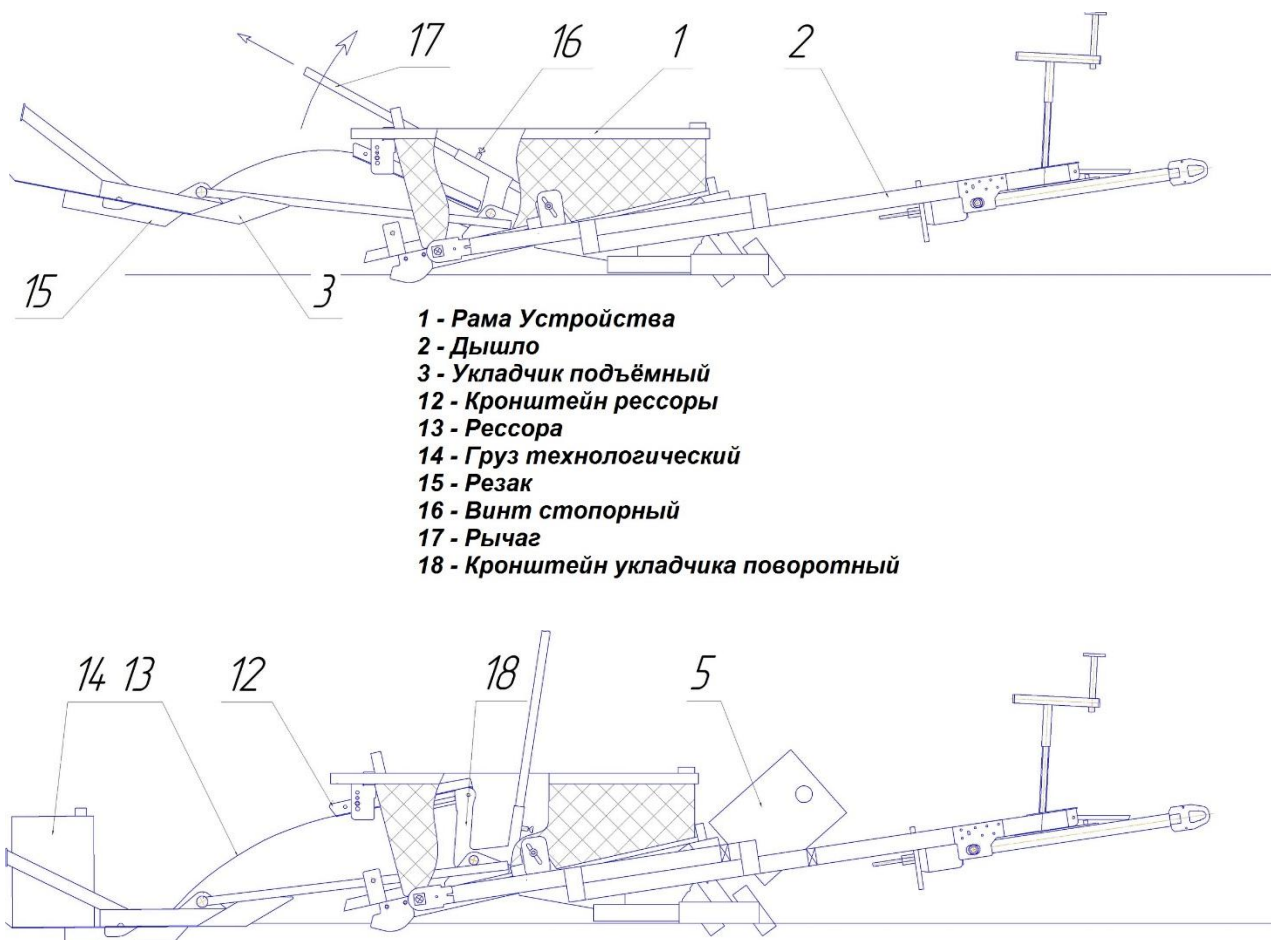 17 16 1 2
15 3
1 - Рама Устройства
2 - Дышло
3 - Укладчик подъёмный
12 - Кронштейн рессоры
13 - Рессора
14 - Груз технологический
15 - Резак
16 - Винт стопорный
17 - Рычаг
18 - Кронштейн укладчика поворотный
14 13 12 18 5